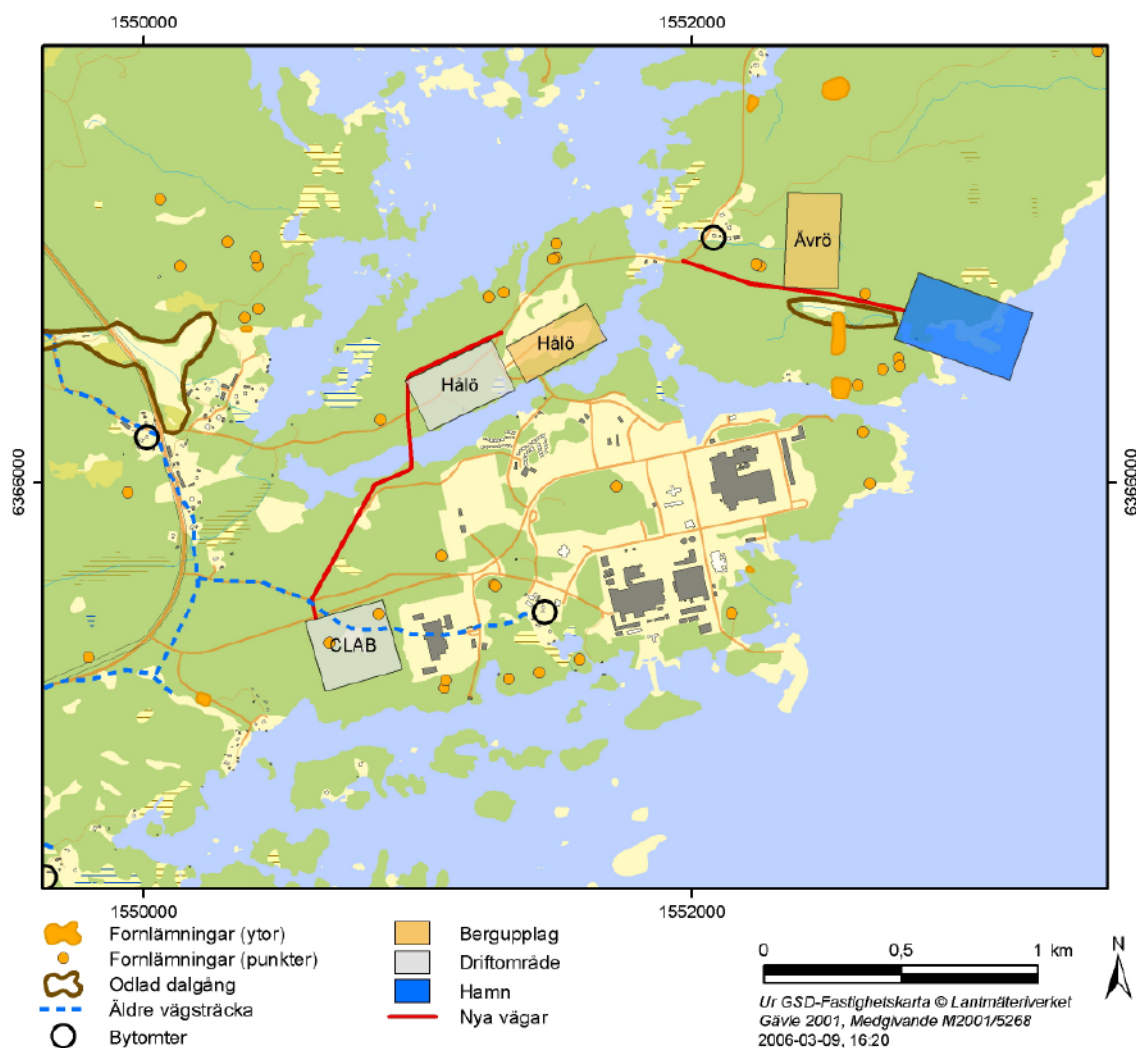 1550000
1552000
Ävrö
Hålö
Hålö
6366000
6366000
CLAB
1550000
1552000
Fornlämningar (ytor)
Fornlämningar (punkter)
Odlad dalgång
Äldre vägsträcka
Bytomter
Bergupplag
Driftområde
Hamn
Nya vägar
0
0,5
1 km
N
Ur GSD-Fastighetskarta © Lantmäteriverket
Gävle 2001, Medgivande M2001/5268
2006-03-09, 16:20